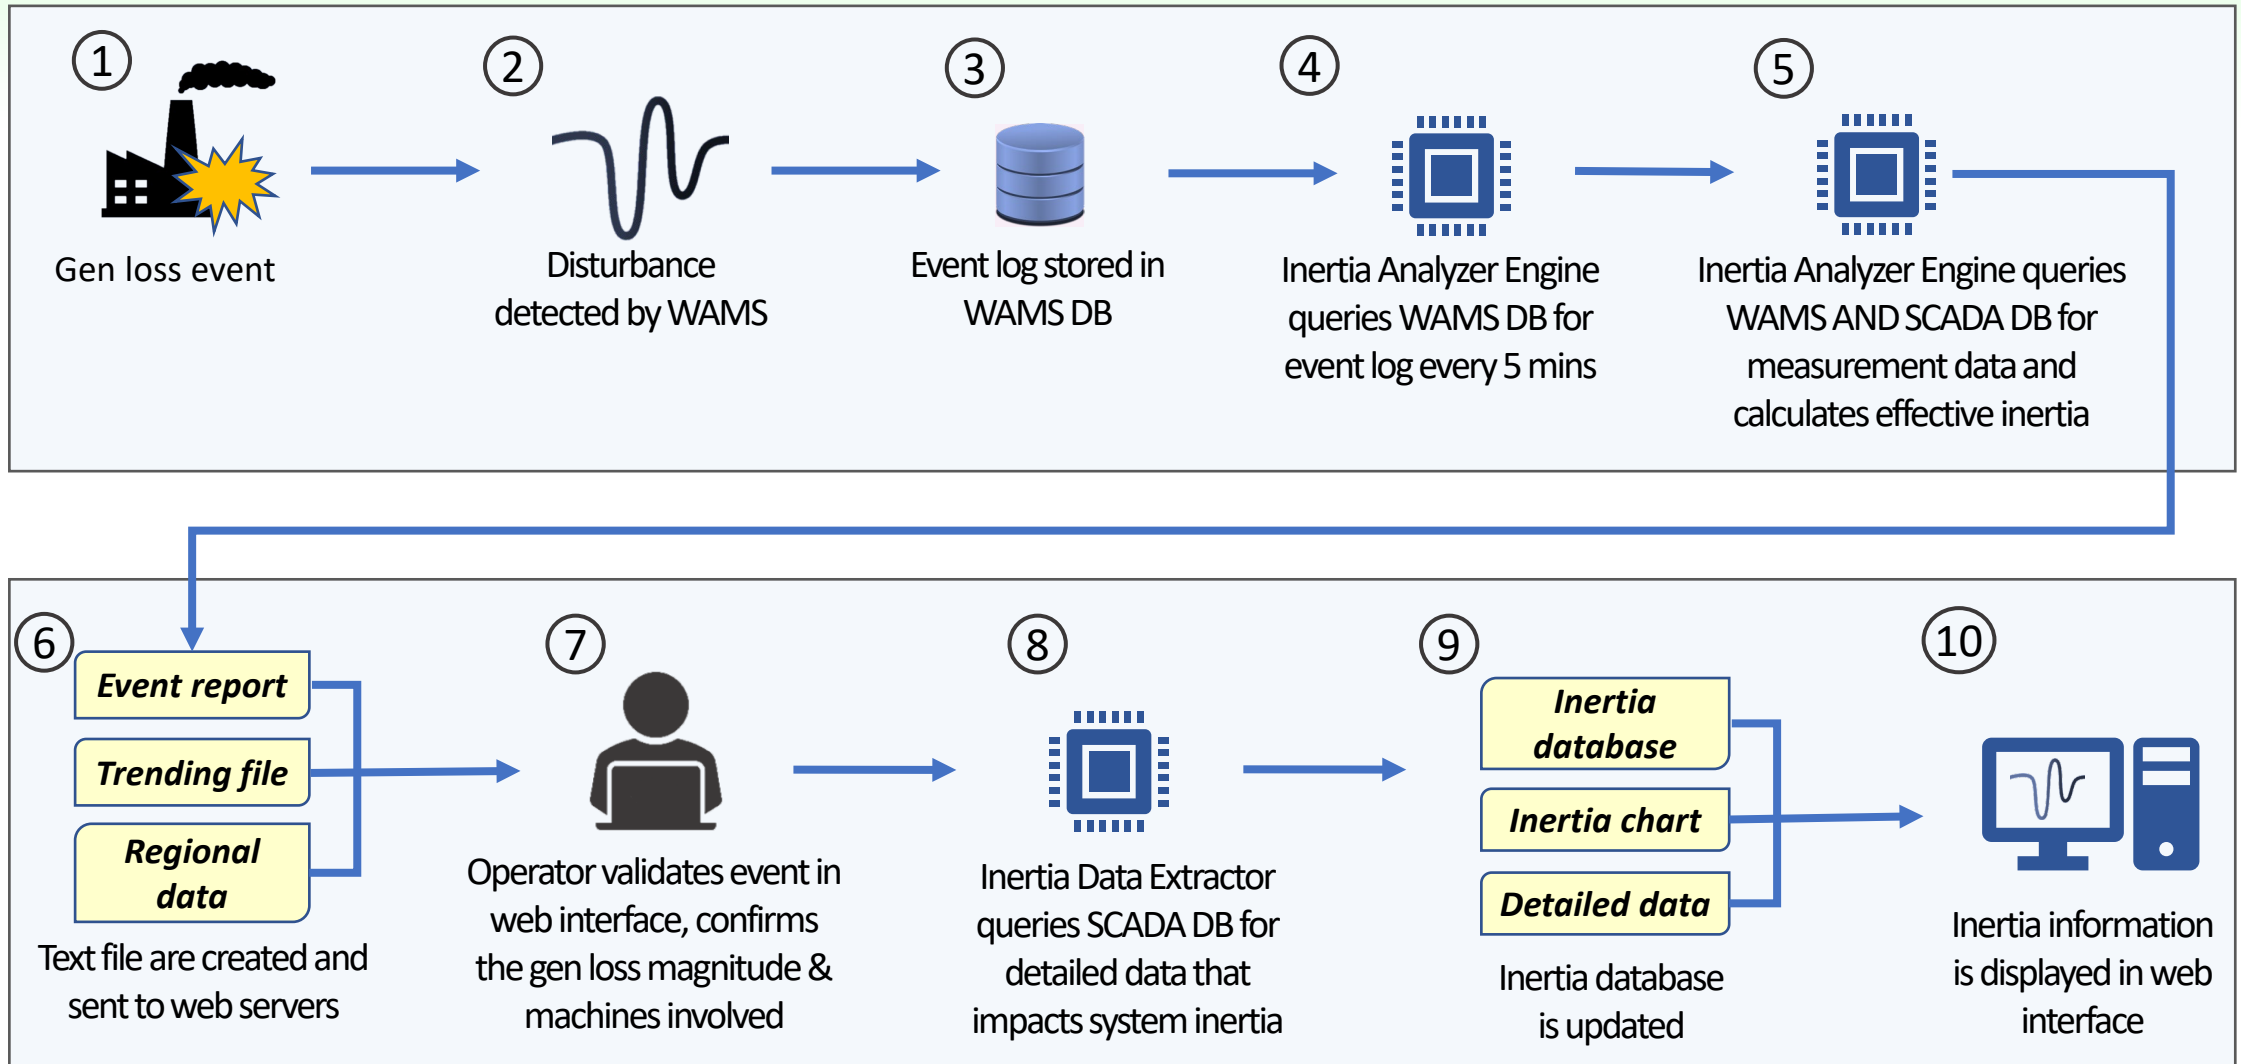 1
Gen loss event
2
Disturbance
detected by WAMS
3
Event log stored in
WAMS DB
4
Inertia Analyzer Engine
queries WAMS DB for
event log every 5 mins
5
Inertia Analyzer Engine queries
WAMS AND SCADA DB for
measurement data and
calculates effective inertia
6
Event report
Trending file
Regional
data
Text file are created and
sent to web servers
7
Operator validates event in
web interface, confirms
the gen loss magnitude &
machines involved
8
Inertia Data Extractor
queries SCADA DB for
detailed data that
impacts system inertia
9
Inertia
database
Inertia chart
Detailed data
Inertia database
is updated
10
Inertia information
is displayed in web
interface